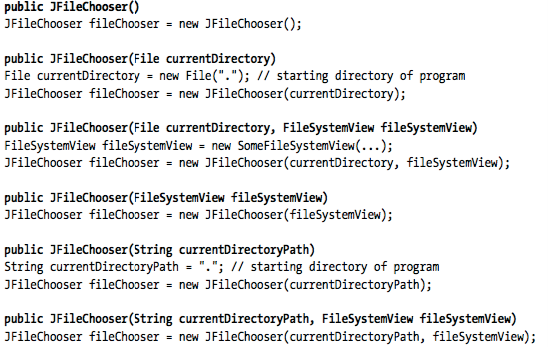 public JFileChooser()
JFileChooser fileChooser = new JFileChooser();
public JFileChooser(File currentDirectory)
File currentDirectory = new File("."); // starting directory of program
JFileChooser fileChooser = new JFileChooser(currentDirectory);
public JFileChooser(File currentDirectory, FileSystemView fileSystemView)
FileSystemView fileSystemView = new SomeFileSystemView(...);
JFileChooser fileChooser = new JFileChooser(currentDirectory, fileSystemView);
public JFileChooser(FileSystemView fileSystemView)
JFileChooser fileChooser = new JFileChooser(fileSystemView);
public JFileChooser(String currentDirectoryPath)
String currentDirectoryPath = "."; // starting directory of program
JFileChooser fileChooser = new JFileChooser(currentDirectoryPath);
public JFileChooser(String currentDirectoryPath, FileSystemView fileSystemView)
JFileChooser fileChooser = new JFileChooser(currentDirectoryPath, fileSystemView);